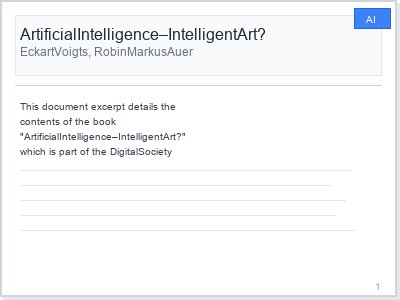 AI
ArtificialIntelligence–IntelligentArt?
EckartVoigts, RobinMarkusAuer
This document excerpt details the
contents of the book
"ArtificialIntelligence–IntelligentArt?"
which is part of the DigitalSociety
1